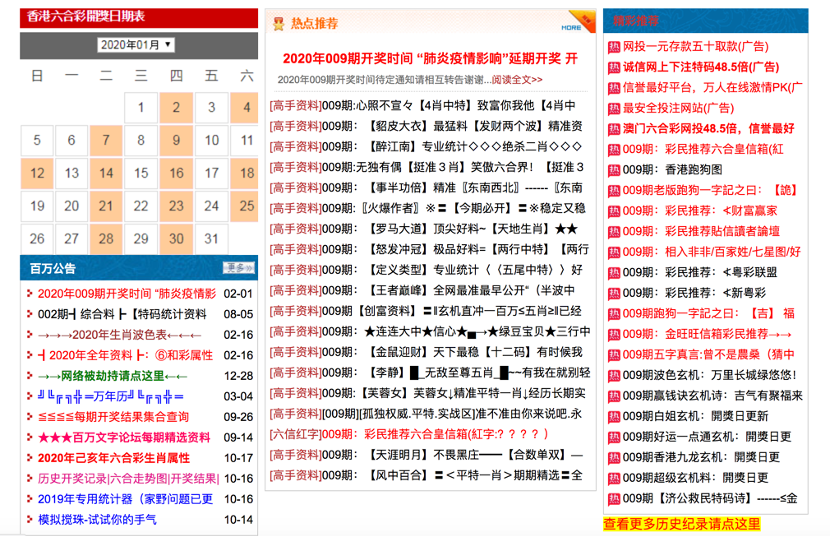 香港六合彩開獎日期表
2020年01月
日 一 二 三 四 五 六
1 2 3 4
5 6 7 8 9 10 11
12 13 14 15 16 17 18
19 20 21 22 23 24 25
26 27 28 29 30 31
百万公告
更多>>
2020年009期开奖时间 “肺炎疫情影 02-01
002期┫综合料┣【特码统计资料 08-05
→→→2020年生肖波色表←←← 02-16
┫2020年全年资料┣：⑥和彩属性 02-16
→→网络被劫持请点这里←← 12-28
╝╚╔╗╬═万年历╝╚╔╗╬═ 03-04
≦≦≦≦每期开奖结果集合查询 09-26
★★★百万文字论坛每期精选资料 09-14
2020年己亥年六合彩生肖属性 10-17
历史开奖记录|六合走势图|开奖结果| 10-16
2019年专用统计器（家野问题已更 10-16
模拟搅珠-试试你的手气 10-14
热点推荐
MORE
2020年009期开奖时间 “肺炎疫情影响”延期开奖 开
2020年009期开奖时间待定通知请相互转告谢谢...阅读全文>>
[高手资料]009期:心照不宣々【4肖中特】致富你我他【4肖中
[高手资料]009期：【貎皮大衣】最猛料【发财两个波】精准资
[高手资料]009期：【醉江南】专业统计◇◇◇绝杀二肖◇◇◇
[高手资料]009期:无独有偶【挺准３肖】笑傲六合界！【挺准３
[高手资料]009期：【事半功倍】精准〖东南西北〗------〖东南
[高手资料]009期:〖火爆作者〗※〓【今期必开】〓※稳定又稳
[高手资料]009期：【罗马大道】顶尖好料~【天地生肖】★★
[高手资料]009期：【怒发冲冠】极品好料=【两行中特】【两行
[高手资料]009期：【定义类型】专业统计〈〈五尾中特〉〉好
[高手资料]009期：【王者巅峰】全网最准最早公开“（半波中
[高手资料]009期【创富资料】〓‖玄机直冲一百万≤五肖≥‖已经
[高手资料]009期：★连连大中★信心★▄→★绿豆宝贝★三行中
[高手资料]009期：【金鼠迎财】天下最稳【十二码】有时候我
[高手资料]009期：【李静】█_无敌至尊五肖_█~~有我在就别轻
[高手资料]009期：【芙蓉女】芙蓉女↓精准平特一肖↓经历长期实
[高手资料][009期][孤独权威.平特.实战区]准不准由你来说吧.永
[六信红字]009期：彩民推荐六合皇信箱(紅字:？？？？）
[高手资料]009期：【天涯明月】不畏黑庄━━【合数单双】—
[高手资料]009期：【风中百合】〓＜平特一肖＞期期精选〓全
精彩推荐
热 网投一元存款五十取款(广告)
热 诚信网上下注特码48.5倍(广告)
热 信誉最好平台，万人在线激情PK(广
热 最安全投注网站(广告)
热 澳门六合彩网投48.5倍，信誉最好
热 009期：彩民推荐六合皇信箱(紅
热 009期：香港跑狗图
热 009期老版跑狗一字記之曰：【詭】
热 009期：彩民推荐：∢财富赢家
热 009期：彩民推荐貼信讀者論壇
热 009期：相入非非/百家姓/七星图/好
热 009期：彩民推荐：∢粤彩联盟
热 009期：彩民推荐：∢新粤彩
热 009期跑狗一字記之曰：【吉】 福
热 009期：金旺旺信箱彩民推荐→→
热 009期五字真言:曾不是農桑（猜中
热 009期波色玄机：万里长城绿悠悠!
热 009期赢钱诀玄机诗：吉气有聚福来
热 009期白姐玄机：開獎日更新
热 009期好运一点通玄机：開獎日更
热 009期香港九龙玄机：開獎日更
热 009期超级玄机料：開獎日更
热 009期【济公救民特码诗】------≤金
查看更多历史纪录请点这里